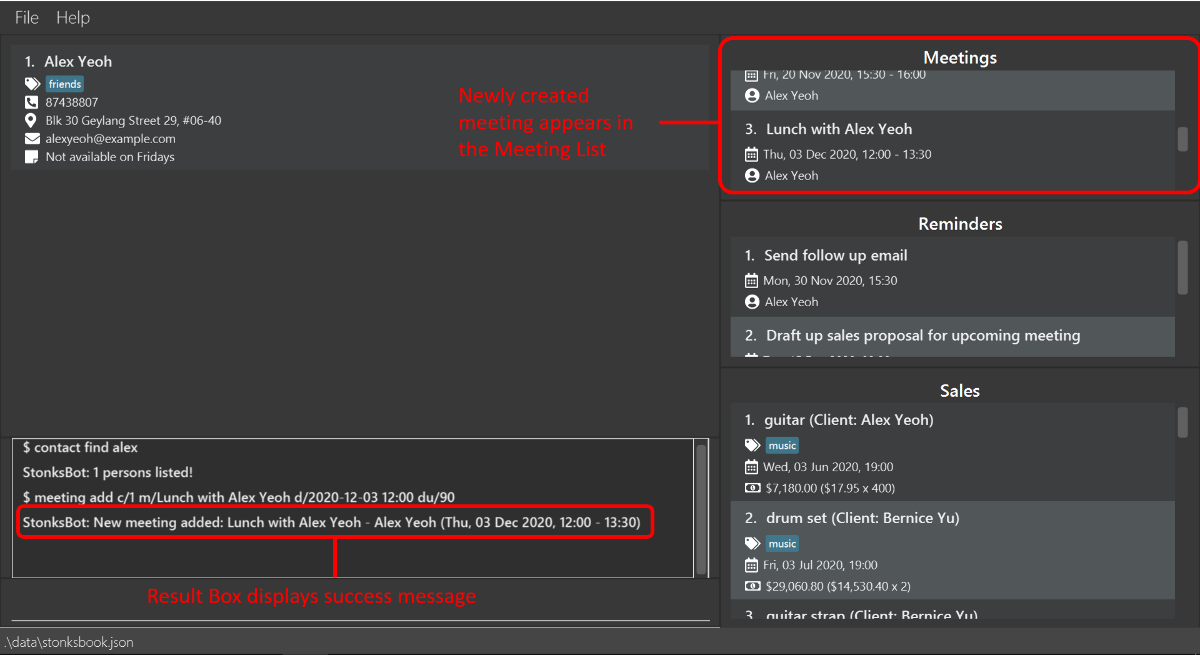 File Help
1. Alex Yeoh
friends
87438807
Blk 30 Geylang Street 29, #06-40
alexyeoh@example.com
Not available on Fridays
Newly created
meeting appears in
the Meeting List
Meetings
Fri, 20 Nov 2020, 15:30 - 16:00
Alex Yeoh
3. Lunch with Alex Yeoh
Thu, 03 Dec 2020, 12:00 - 13:30
Alex Yeoh
Reminders
1. Send follow up email
Mon, 30 Nov 2020, 15:30
Alex Yeoh
2. Draft up sales proposal for upcoming meeting
Sales
1. guitar (Client: Alex Yeoh)
music
Wed, 03 Jun 2020, 19:00
$7,180.00 ($17.95 x 400)
2. drum set (Client: Bernice Yu)
music
Fri, 03 Jul 2020, 19:00
$29,060.80 ($14,530.40 x 2)
3. guitar strap (Client: Bernice Yu)
$ contact find alex
StonksBot: 1 persons listed!
$ meeting add c/1 m/Lunch with Alex Yeoh d/2020-12-03 12:00 du/90
StonksBot: New meeting added: Lunch with Alex Yeoh - Alex Yeoh (Thu, 03 Dec 2020, 12:00 - 13:30)
Result Box displays success message
.\data\stonksbook.json